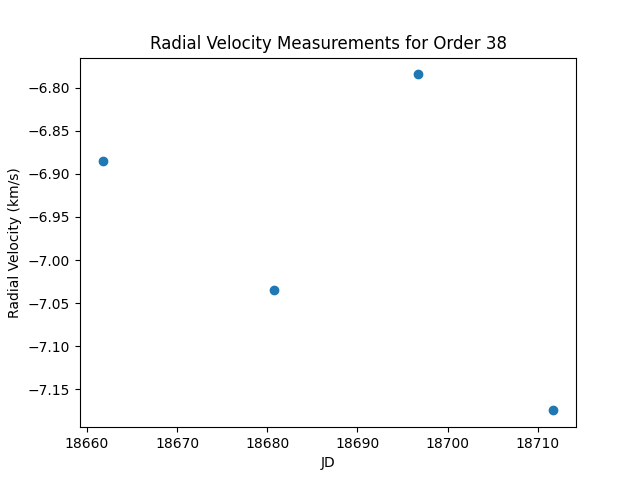 Radial Velocity Measurements for Order 38
Radial Velocity (km/s)
−6.80
−6.85
−6.90
−6.95
−7.00
−7.05
−7.10
−7.15
18660 18670 18680 18690 18700 18710
JD